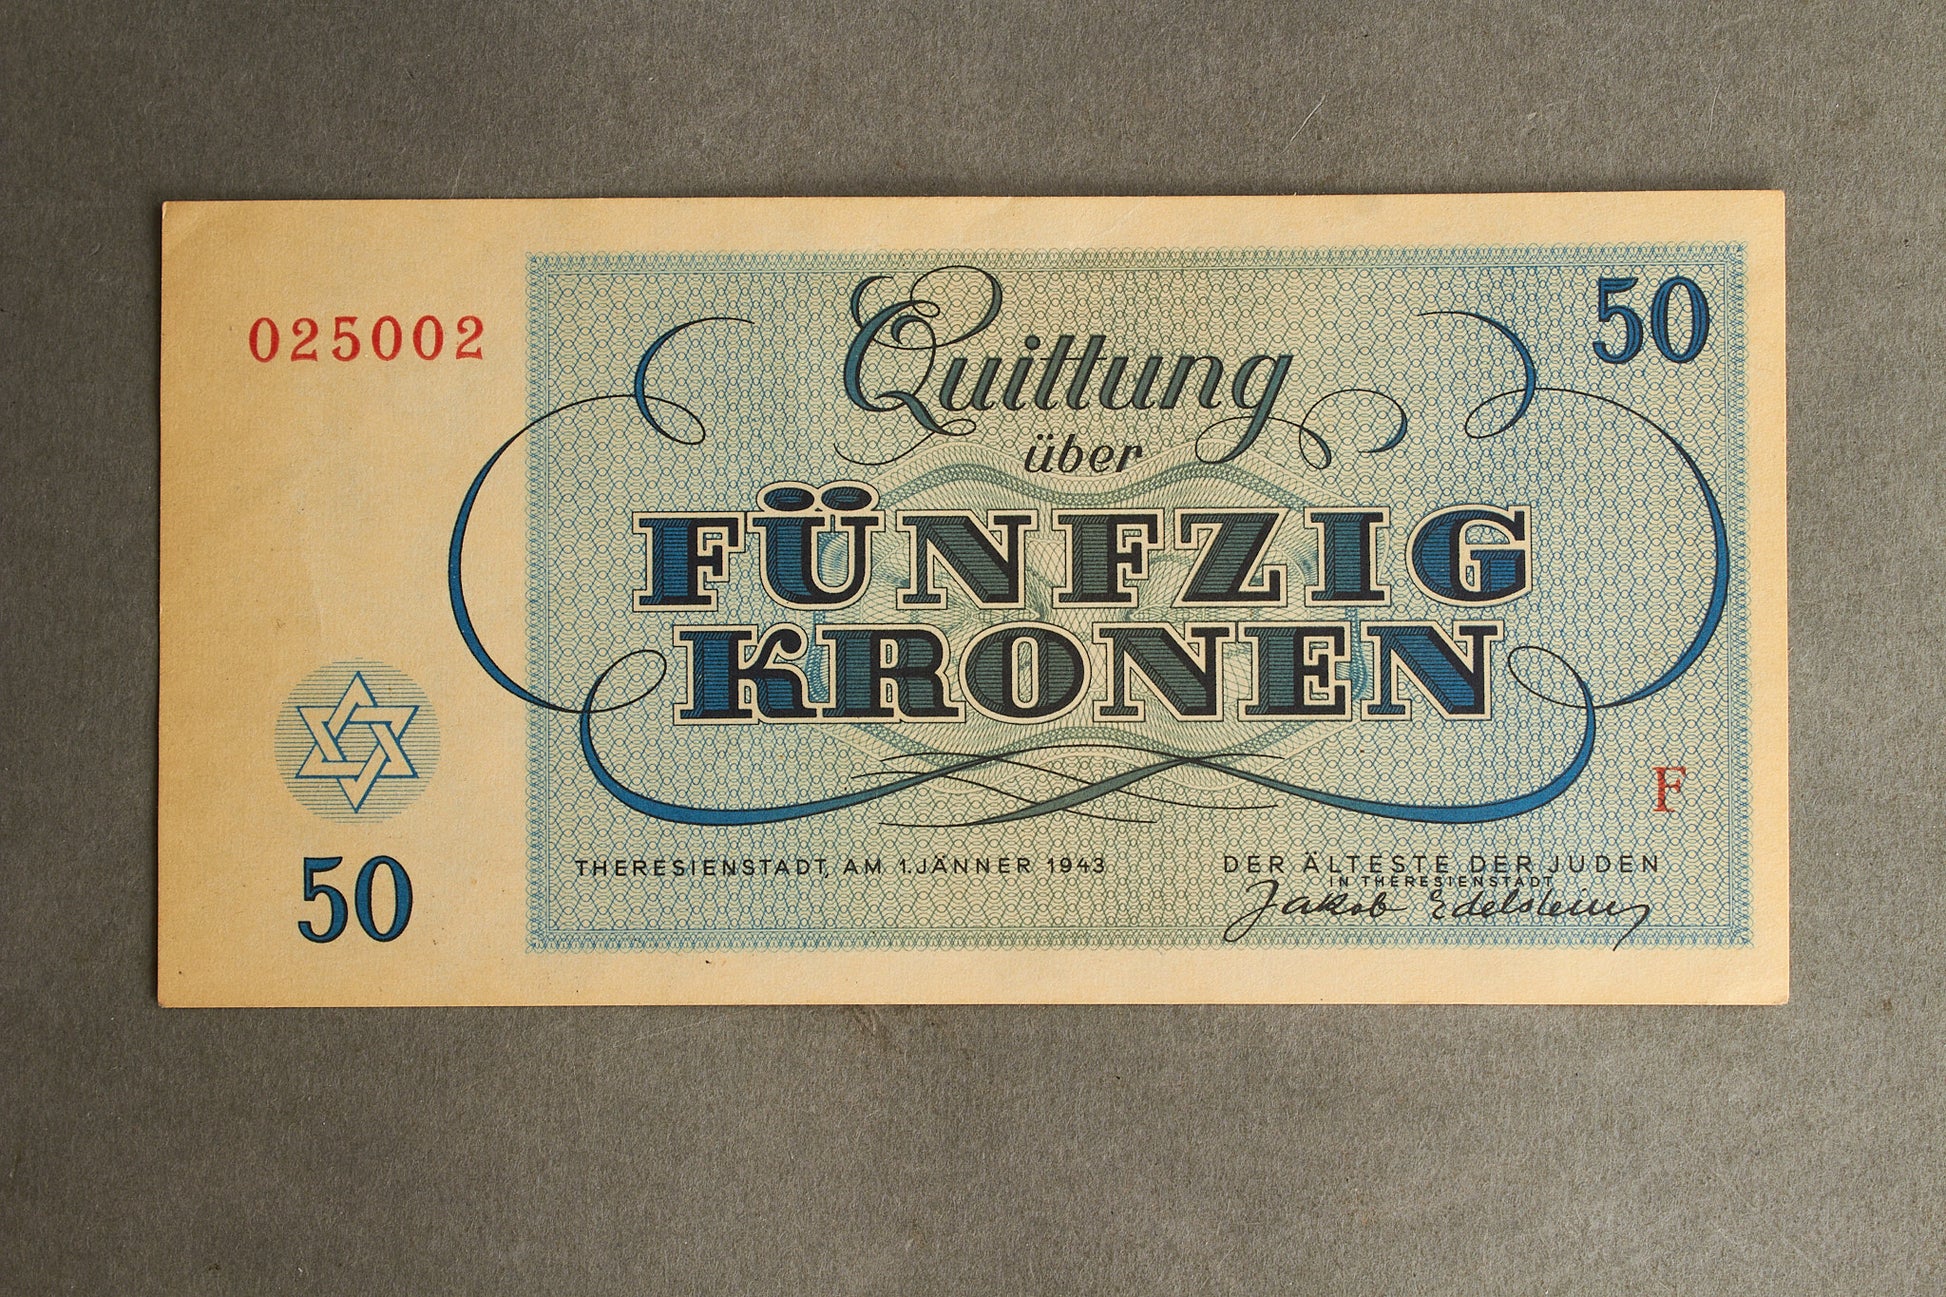 025002
50
Quittung
über
FÜNFZIG
KRONEN
F
50
THERESIENSTADT, AM 1. JÄNNER 1943
DER ÄLTESTE DER JUDEN
IN THERESIENSTADT
Jakob Edelstein